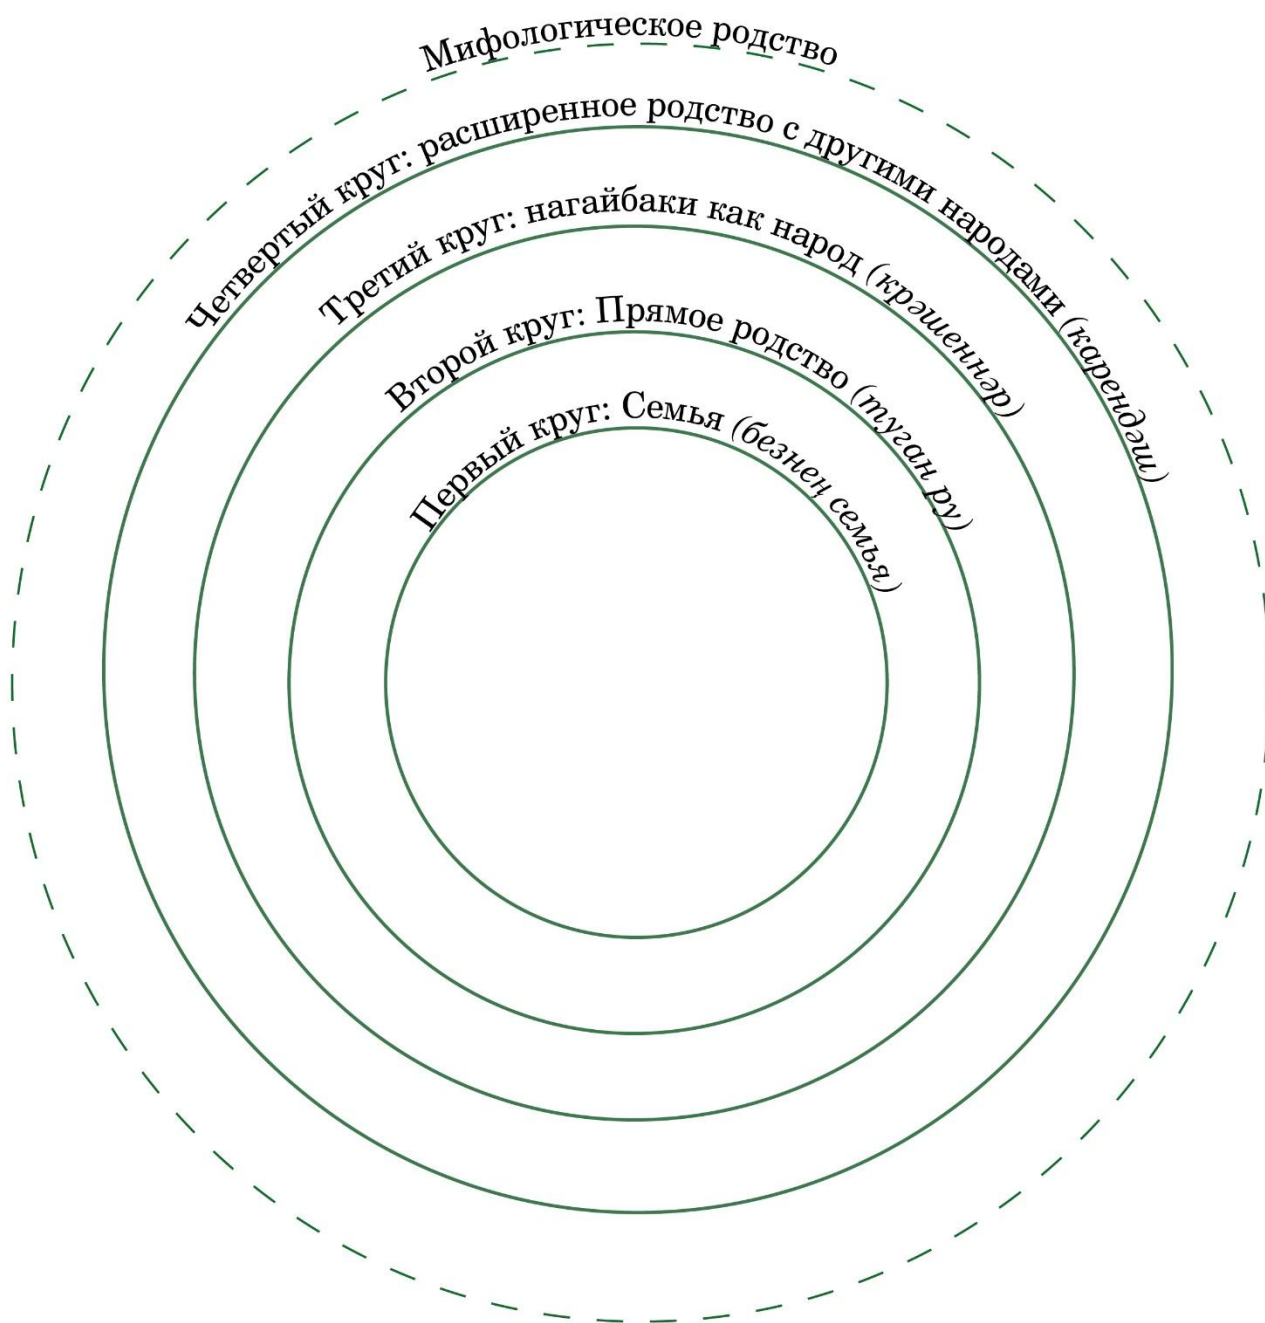 Мифологическое родство
Четвертый круг: расширенное родство с другими народами (карендәш)
Третий круг: нагайбаки как народ (крәшеннәр)
Второй круг: Прямое родство (туган ру)
Первый круг: Семья (безнең семья)